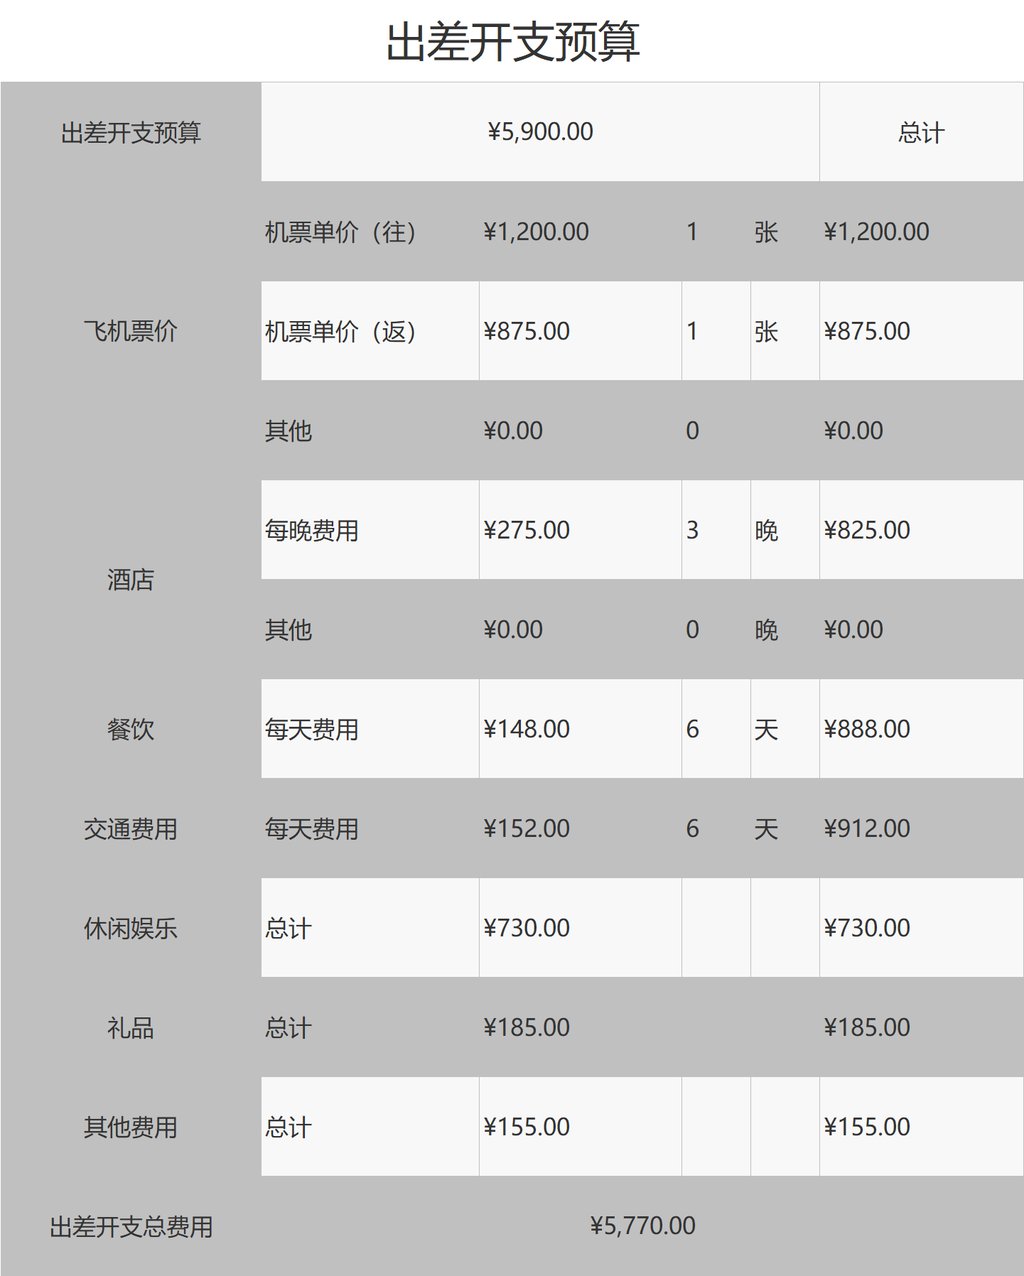 出差开支预算
出差开支预算 ¥5,900.00 总计
飞机票价 机票单价（往） ¥1,200.00 1 张 ¥1,200.00
机票单价（返） ¥875.00 1 张 ¥875.00
其他 ¥0.00 0 ¥0.00
酒店 每晚费用 ¥275.00 3 晚 ¥825.00
其他 ¥0.00 0 晚 ¥0.00
餐饮 每天费用 ¥148.00 6 天 ¥888.00
交通费用 每天费用 ¥152.00 6 天 ¥912.00
休闲娱乐 总计 ¥730.00 ¥730.00
礼品 总计 ¥185.00 ¥185.00
其他费用 总计 ¥155.00 ¥155.00
出差开支总费用 ¥5,770.00